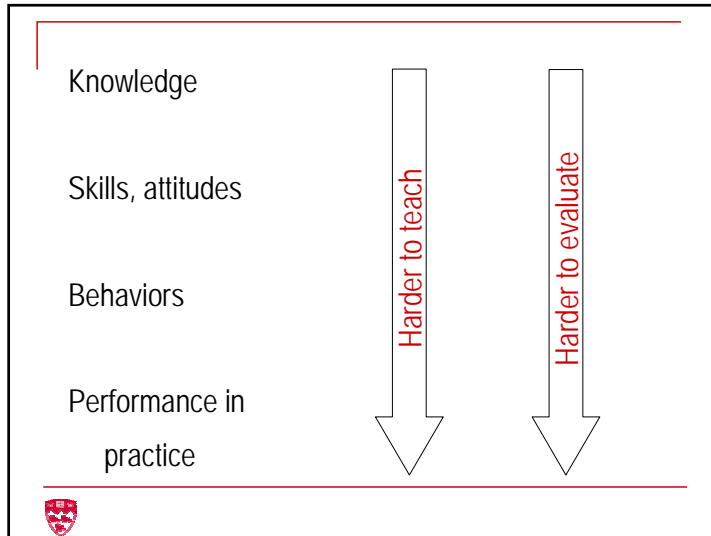 Knowledge
Skills, attitudes
Behaviors
Performance in
practice
Harder to teach
Harder to evaluate